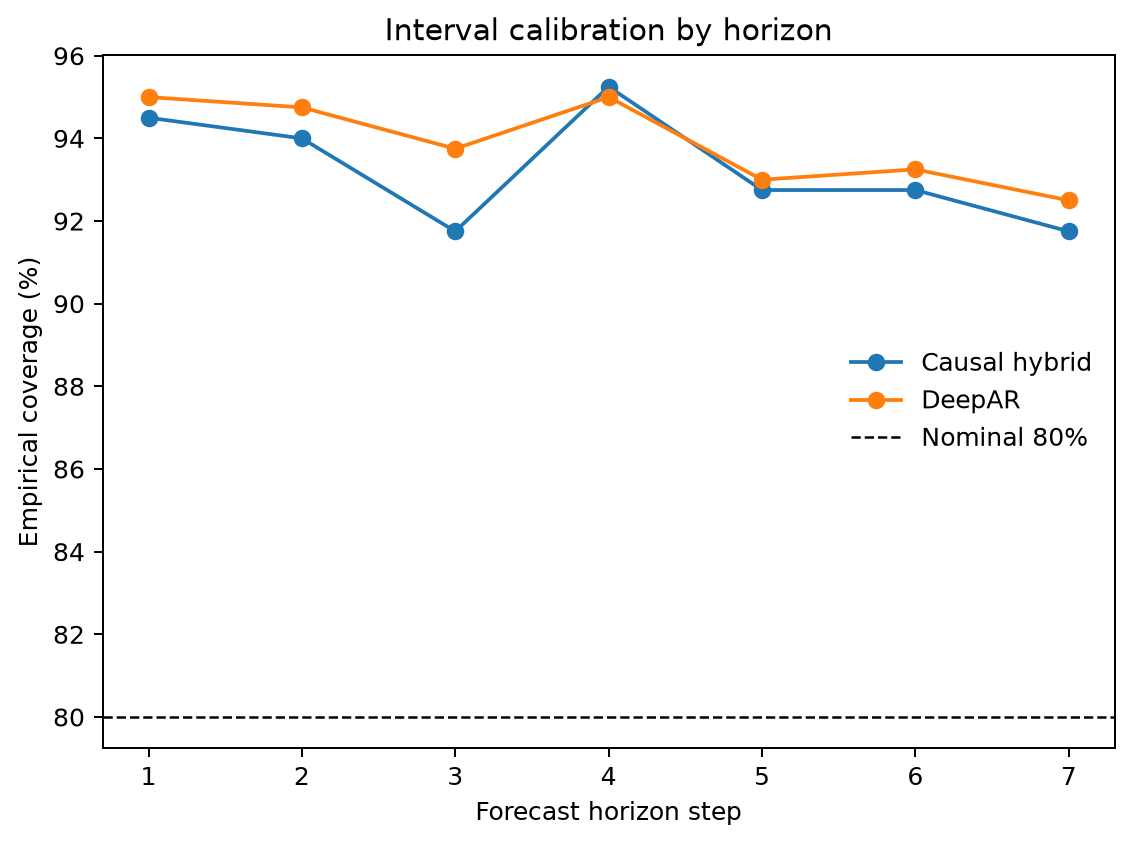 Interval calibration by horizon
96
94
92
90
88
86
84
82
80
Empirical coverage (%)
Causal hybrid
DeepAR
Nominal 80%
1 2 3 4 5 6 7
Forecast horizon step